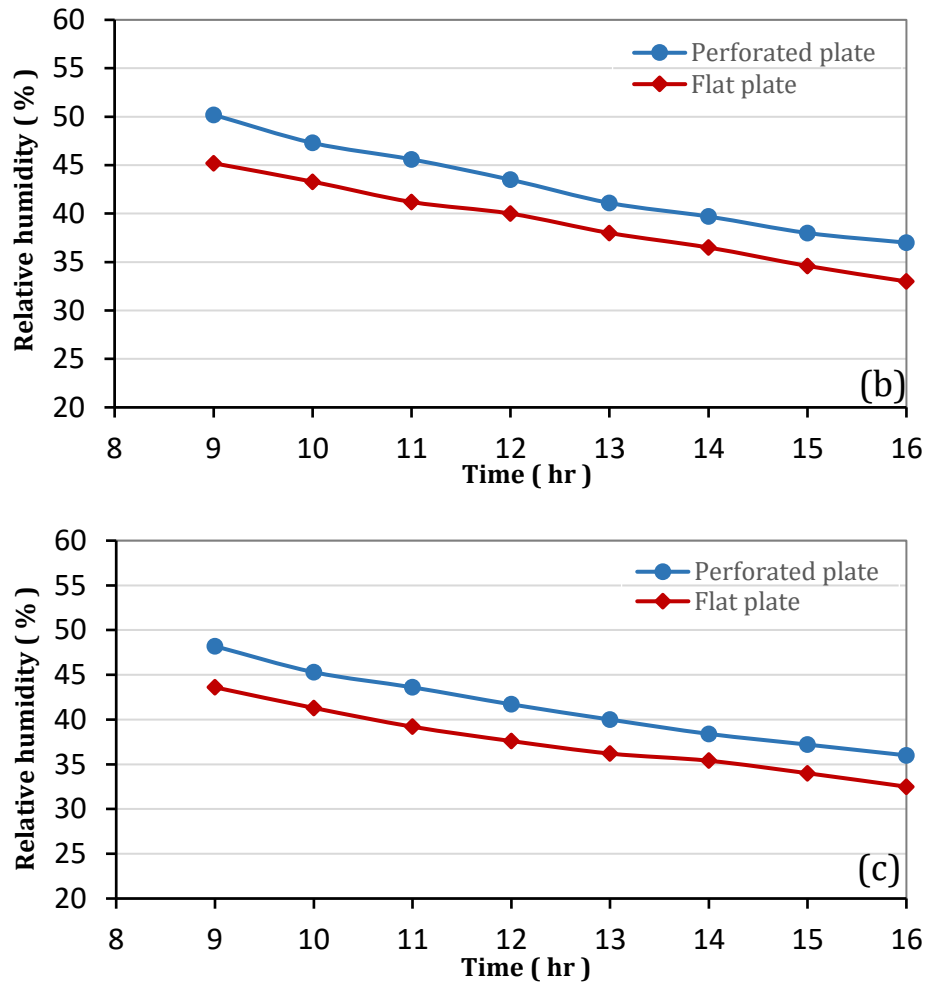 60
55
50
45
40
35
30
25
20
Relative humidity ( % )
Perforated plate
Flat plate
(b)
8 9 10 11 12 13 14 15 16
Time ( hr )
60
55
50
45
40
35
30
25
20
Relative humidity ( % )
Perforated plate
Flat plate
(c)
8 9 10 11 12 13 14 15 16
Time ( hr )